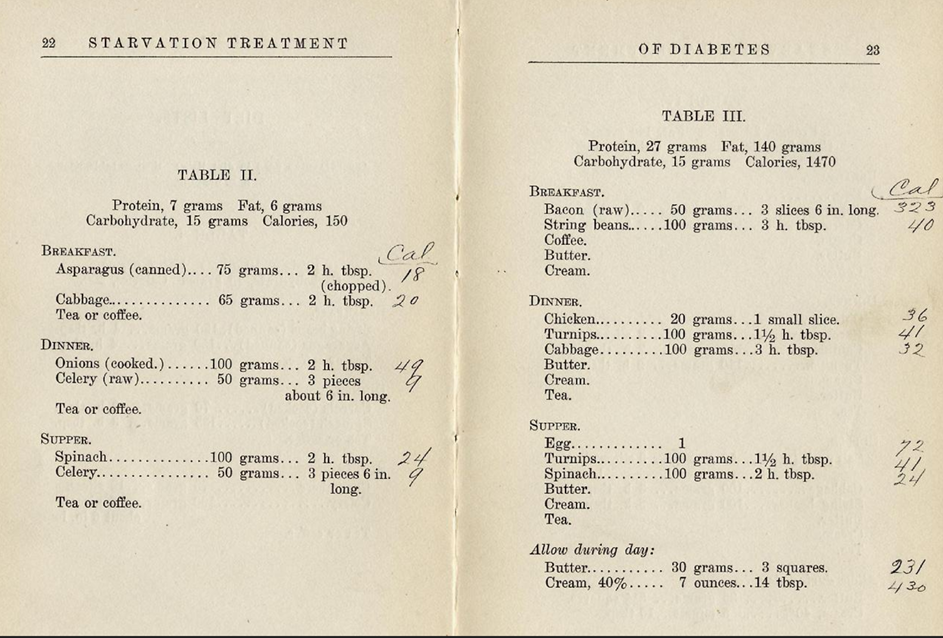 22 STARVATION TREATMENT
TABLE II.
Protein, 7 grams Fat, 6 grams
Carbohydrate, 15 grams Calories, 150
BREAKFAST. Cal
Asparagus (canned).... 75 grams... 2 h. tbsp. 18
(chopped).
Cabbage.............. 65 grams... 2 h. tbsp. 20
Tea or coffee.
DINNER.
Onions (cooked.)......100 grams... 2 h. tbsp. 49
Celery (raw).......... 50 grams... 3 pieces 9
about 6 in. long.
Tea or coffee.
SUPPER.
Spinach..............100 grams... 2 h. tbsp. 24
Celery................ 50 grams... 3 pieces 6 in. 9
long.
Tea or coffee.
OF DIABETES 23
TABLE III.
Protein, 27 grams Fat, 140 grams
Carbohydrate, 15 grams Calories, 1470
BREAKFAST. Cal
Bacon (raw)..... 50 grams... 3 slices 6 in. long. 323
String beans......100 grams... 3 h. tbsp. 40
Coffee.
Butter.
Cream.
DINNER.
Chicken.......... 20 grams...1 small slice. 36
Turnips..........100 grams...1½ h. tbsp. 41
Cabbage..........100 grams...3 h. tbsp. 32
Butter.
Cream.
Tea.
SUPPER.
Egg.............. 1 72
Turnips..........100 grams...1½ h. tbsp. 41
Spinach..........100 grams...2 h. tbsp. 24
Butter.
Cream.
Tea.
Allow during day:
Butter........... 30 grams... 3 squares. 231
Cream, 40%..... 7 ounces...14 tbsp. 430